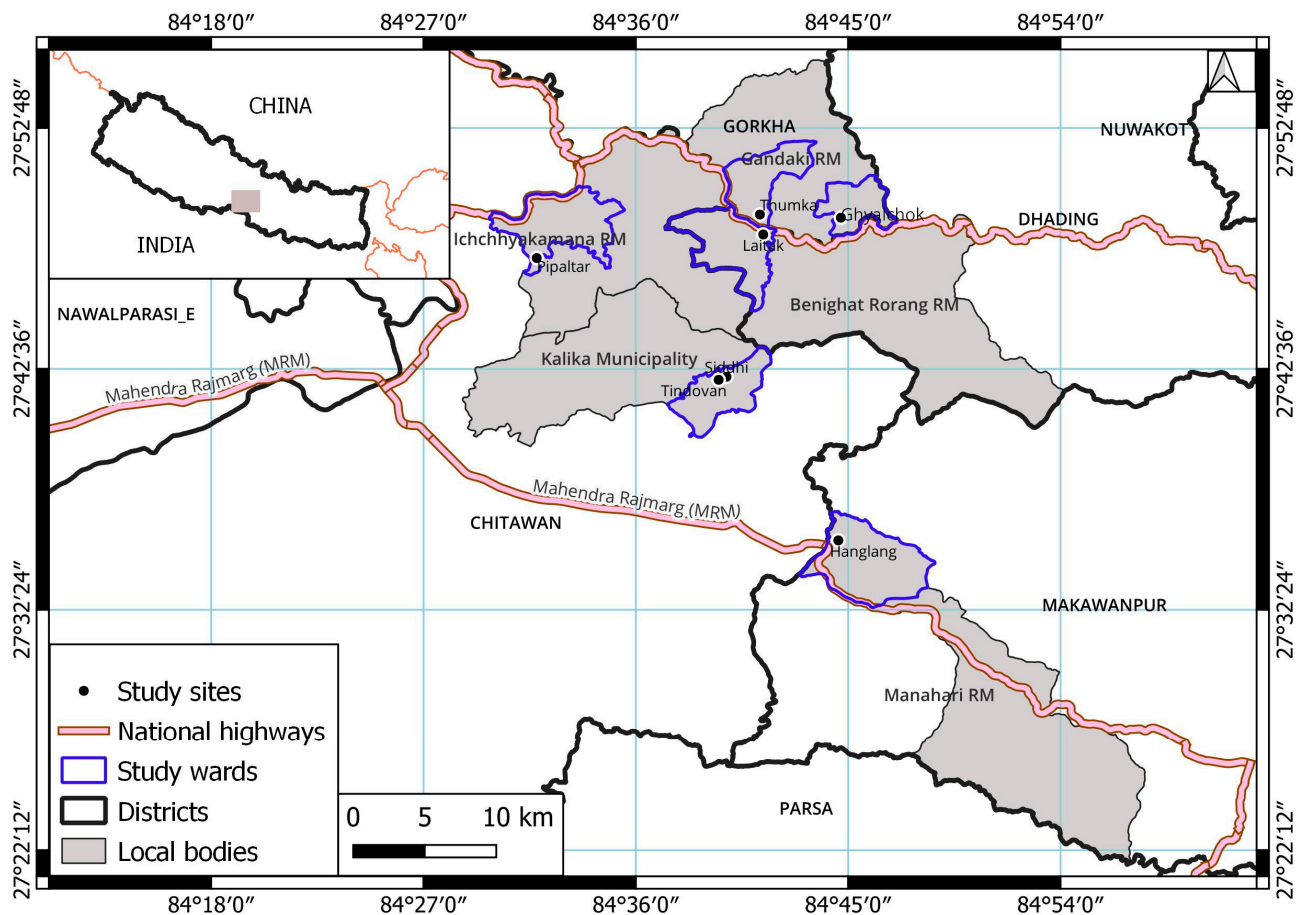 84°18′0″ 84°27′0″ 84°36′0″ 84°45′0″ 84°54′0″
27°52′48″
27°42′36″
27°32′24″
27°22′12″
27°52′48″
27°42′36″
27°32′24″
27°22′12″
CHINA
INDIA
GORKHA
NUWAKOT
Gandaki RM
Thumka
Ghyalchok
DHADING
Ichchhyakamana RM
Laitak
Pipaltar
Benighat Rorang RM
NAWALPARASI_E
Kalika Municipality
Siddhi
Tindovan
Mahendra Rajmarg (MRM)
Mahendra Rajmarg (MRM)
CHITAWAN
Hanglang
MAKAWANPUR
Manahari RM
PARSA
Study sites
National highways
Study wards
Districts
Local bodies
0 5 10 km
84°18′0″ 84°27′0″ 84°36′0″ 84°45′0″ 84°54′0″